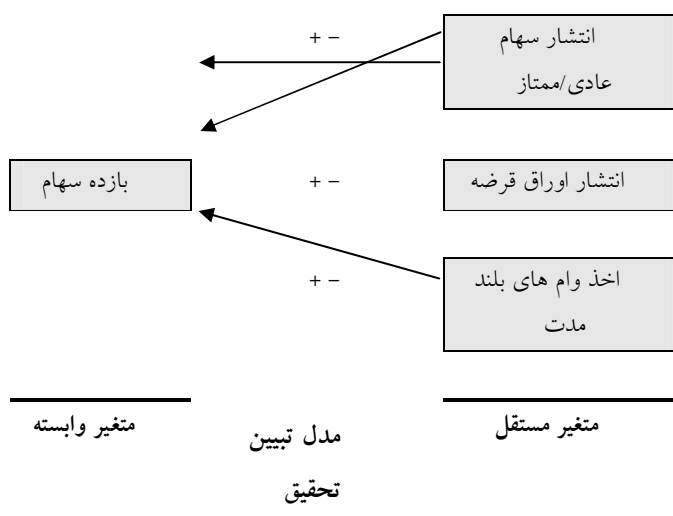 انتشار سهام
عادی/ممتاز
+ −
انتشار اوراق قرضه
+ −
بازده سهام
اخذ وام های بلند
مدت
+ −
متغیر مستقل
مدل تبیین
تحقیق
متغیر وابسته